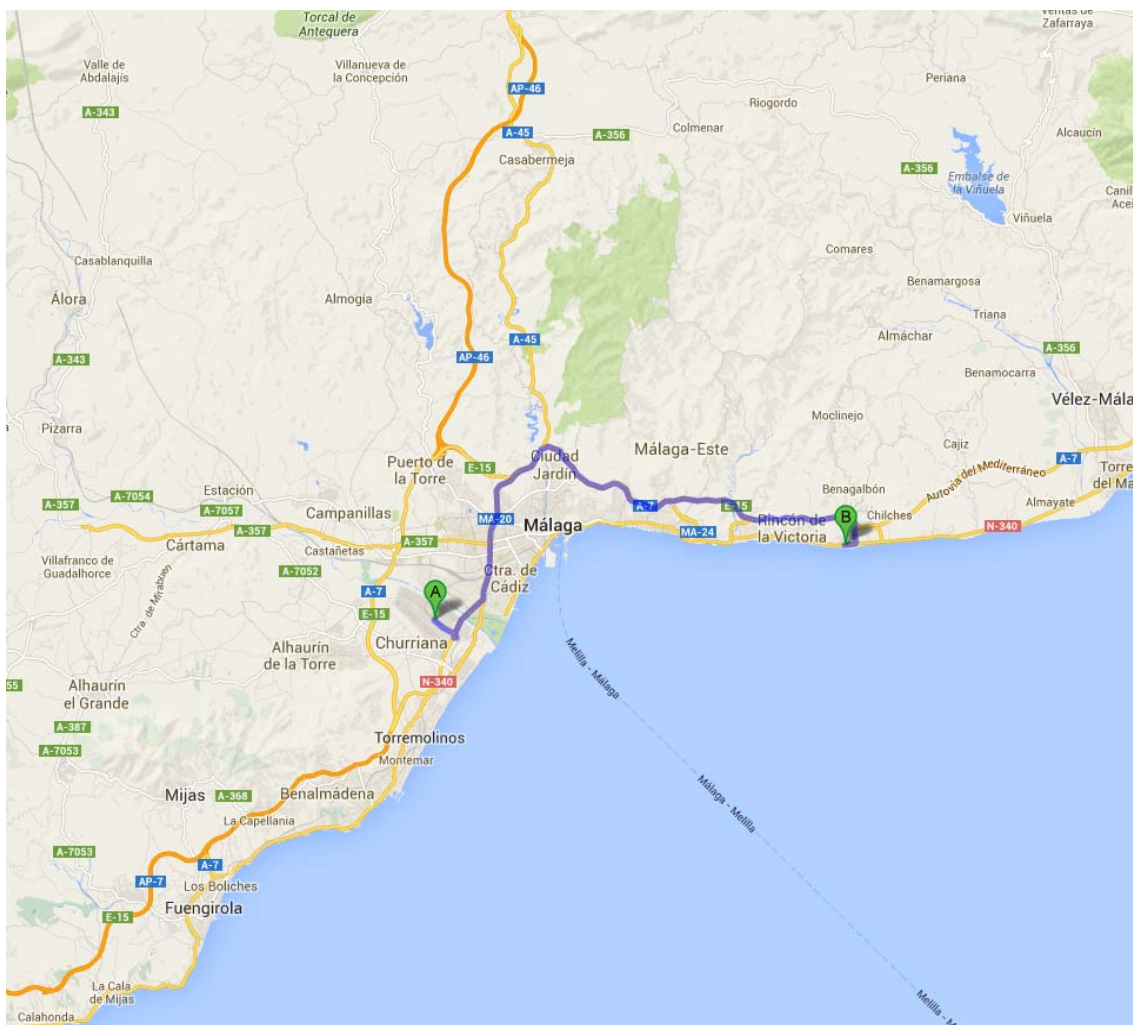 Torcal de
Antequera
Ventas de
Zafarraya
Valle de
Abdalajís
Villanueva de
la Concepción
Periana
AP-46
Riogordo
A-343
A-45
A-356
Colmenar
Alcaucín
Casabermeja
A-356
Embalse de
la Viñuela
Viñuela
Comares
Casablanquilla
Benamargosa
Álora
Almogía
Triana
Almáchar
A-45
A-356
A-343
AP-46
Benamocarra
Vélez-Mála
Moclinejo
Pizarra
Málaga-Este
Cajiz
Ciudad
Jardín
Puerto de
la Torre
E-15
A-7
Autovía del Mediterráneo
Torre
del Ma
A-357
A-7054
Estación
Benagalbón
A-7057
Campanillas
A-7
E-15
Almayate
MA-20
Málaga
Rincón de
la Victoria
B
Chilches
N-340
A-357
Cártama
Castañetas
A-357
MA-24
Villafranco de
Guadalhorce
A-7052
Ctra. de
Cádiz
A-7
A
E-15
Churriana
Alhaurín
de la Torre
N-340
Melilla - Málaga
Alhaurín
el Grande
55
A-387
A-7053
Torremolinos
Montemar
Mijas
A-368
Benalmádena
La Capellania
Málaga - Melilla
A-7053
A-7
AP-7
Los Boliches
Fuengirola
E-15
La Cala
de Mijas
Calahonda